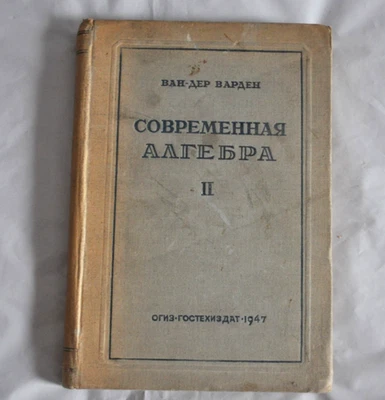 ВАН-ДЕР ВАРДЕН
СОВРЕМЕННАЯ
АЛГЕБРА
II
ОГИЗ·ГОСТЕХИЗДАТ·1947